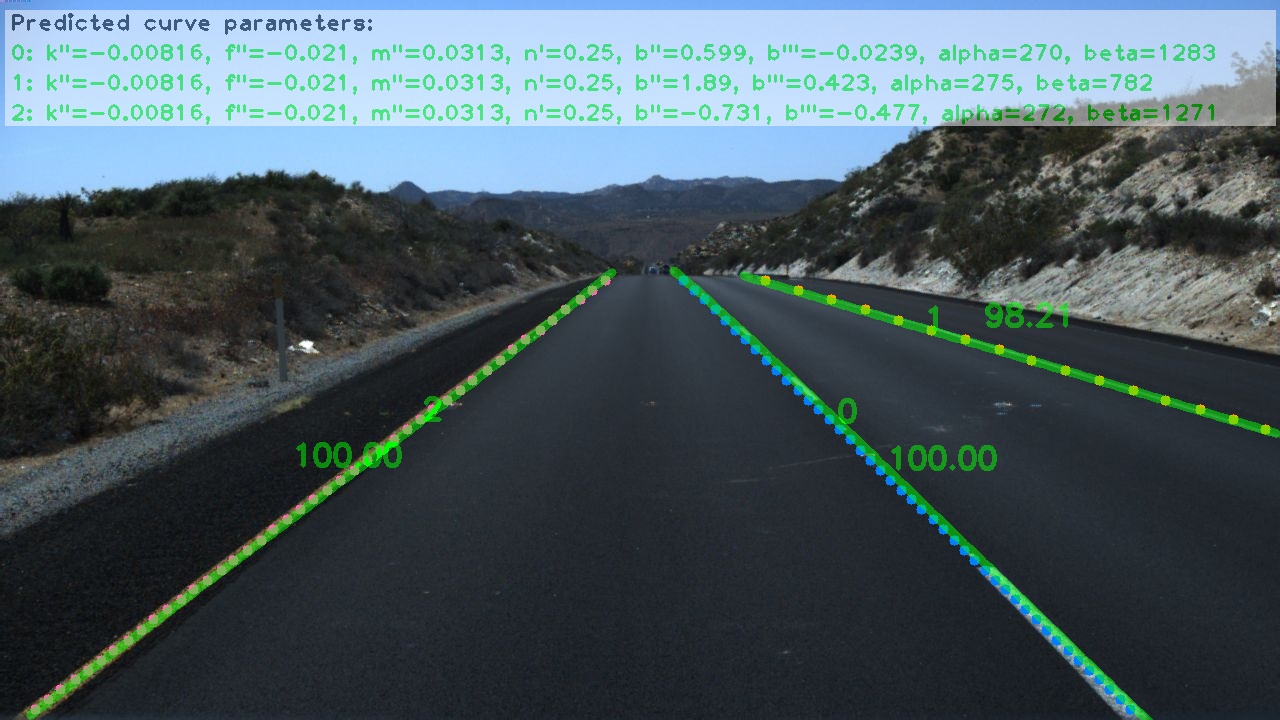 Predicted curve parameters:
0: k"=-0.00816, f"=-0.021, m"=0.0313, n'=0.25, b"=0.599, b'"=-0.0239, alpha=270, beta=1283
1: k"=-0.00816, f"=-0.021, m"=0.0313, n'=0.25, b"=1.89, b'"=0.423, alpha=275, beta=782
2: k"=-0.00816, f"=-0.021, m"=0.0313, n'=0.25, b"=-0.731, b'"=-0.477, alpha=272, beta=1271
1 98.21
2
0
100.00
100.00